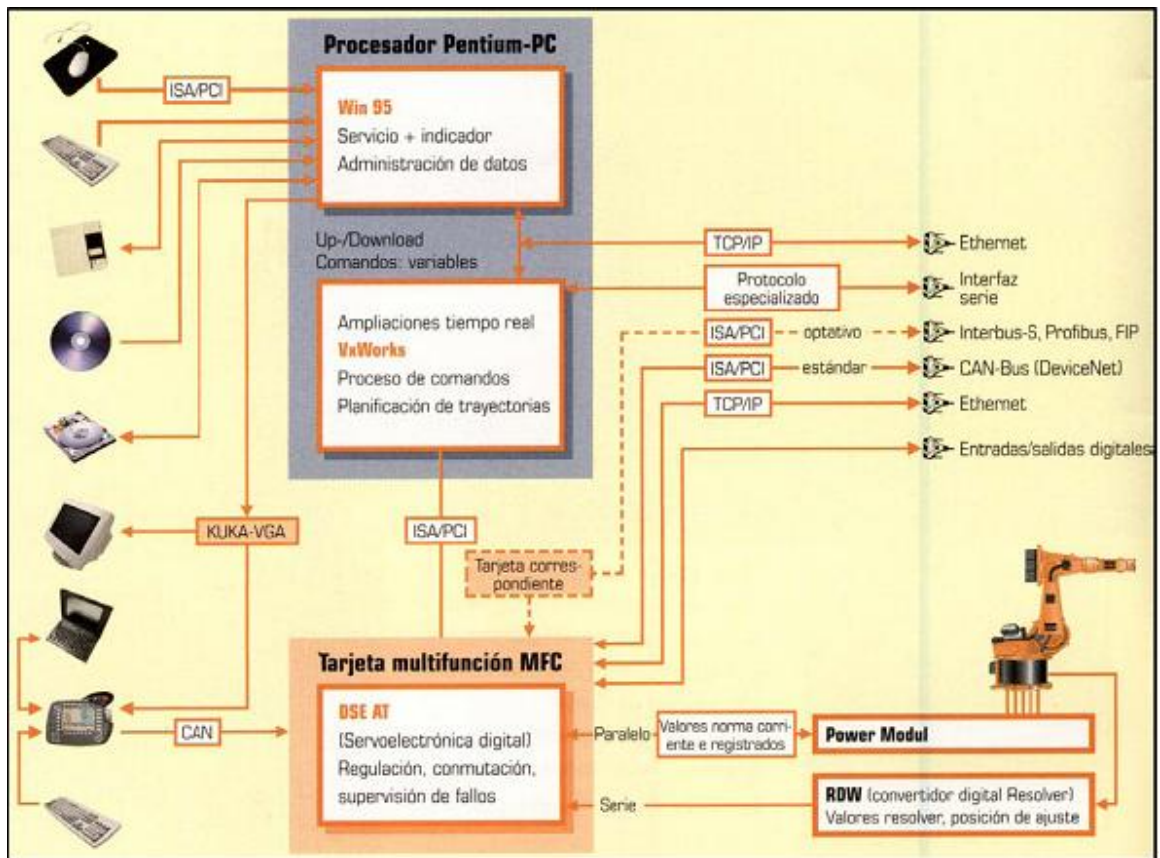 Procesador Pentium-PC
ISA/PCI
Win 95
Servicio + indicador
Administración de datos
Up-/Download
Comandos: variables
TCP/IP
Ethernet
Protocolo
especializado
Interfaz
serie
Ampliaciones tiempo real
VxWorks
Proceso de comandos
Planificación de trayectorias
ISA/PCI
optativo
Interbus-S, Profibus, FIP
ISA/PCI
estándar
CAN-Bus (DeviceNet)
TCP/IP
Ethernet
Entradas/salidas digitales
KUKA-VGA
ISA/PCI
Tarjeta corres-
pondiente
Tarjeta multifunción MFC
DSE AT
(Servoelectrónica digital)
Regulación, conmutación,
supervisión de fallos
CAN
Paralelo
Valores norma corri-
ente e registrados
Power Modul
Serie
RDW (convertidor digital Resolver)
Valores resolver, posición de ajuste